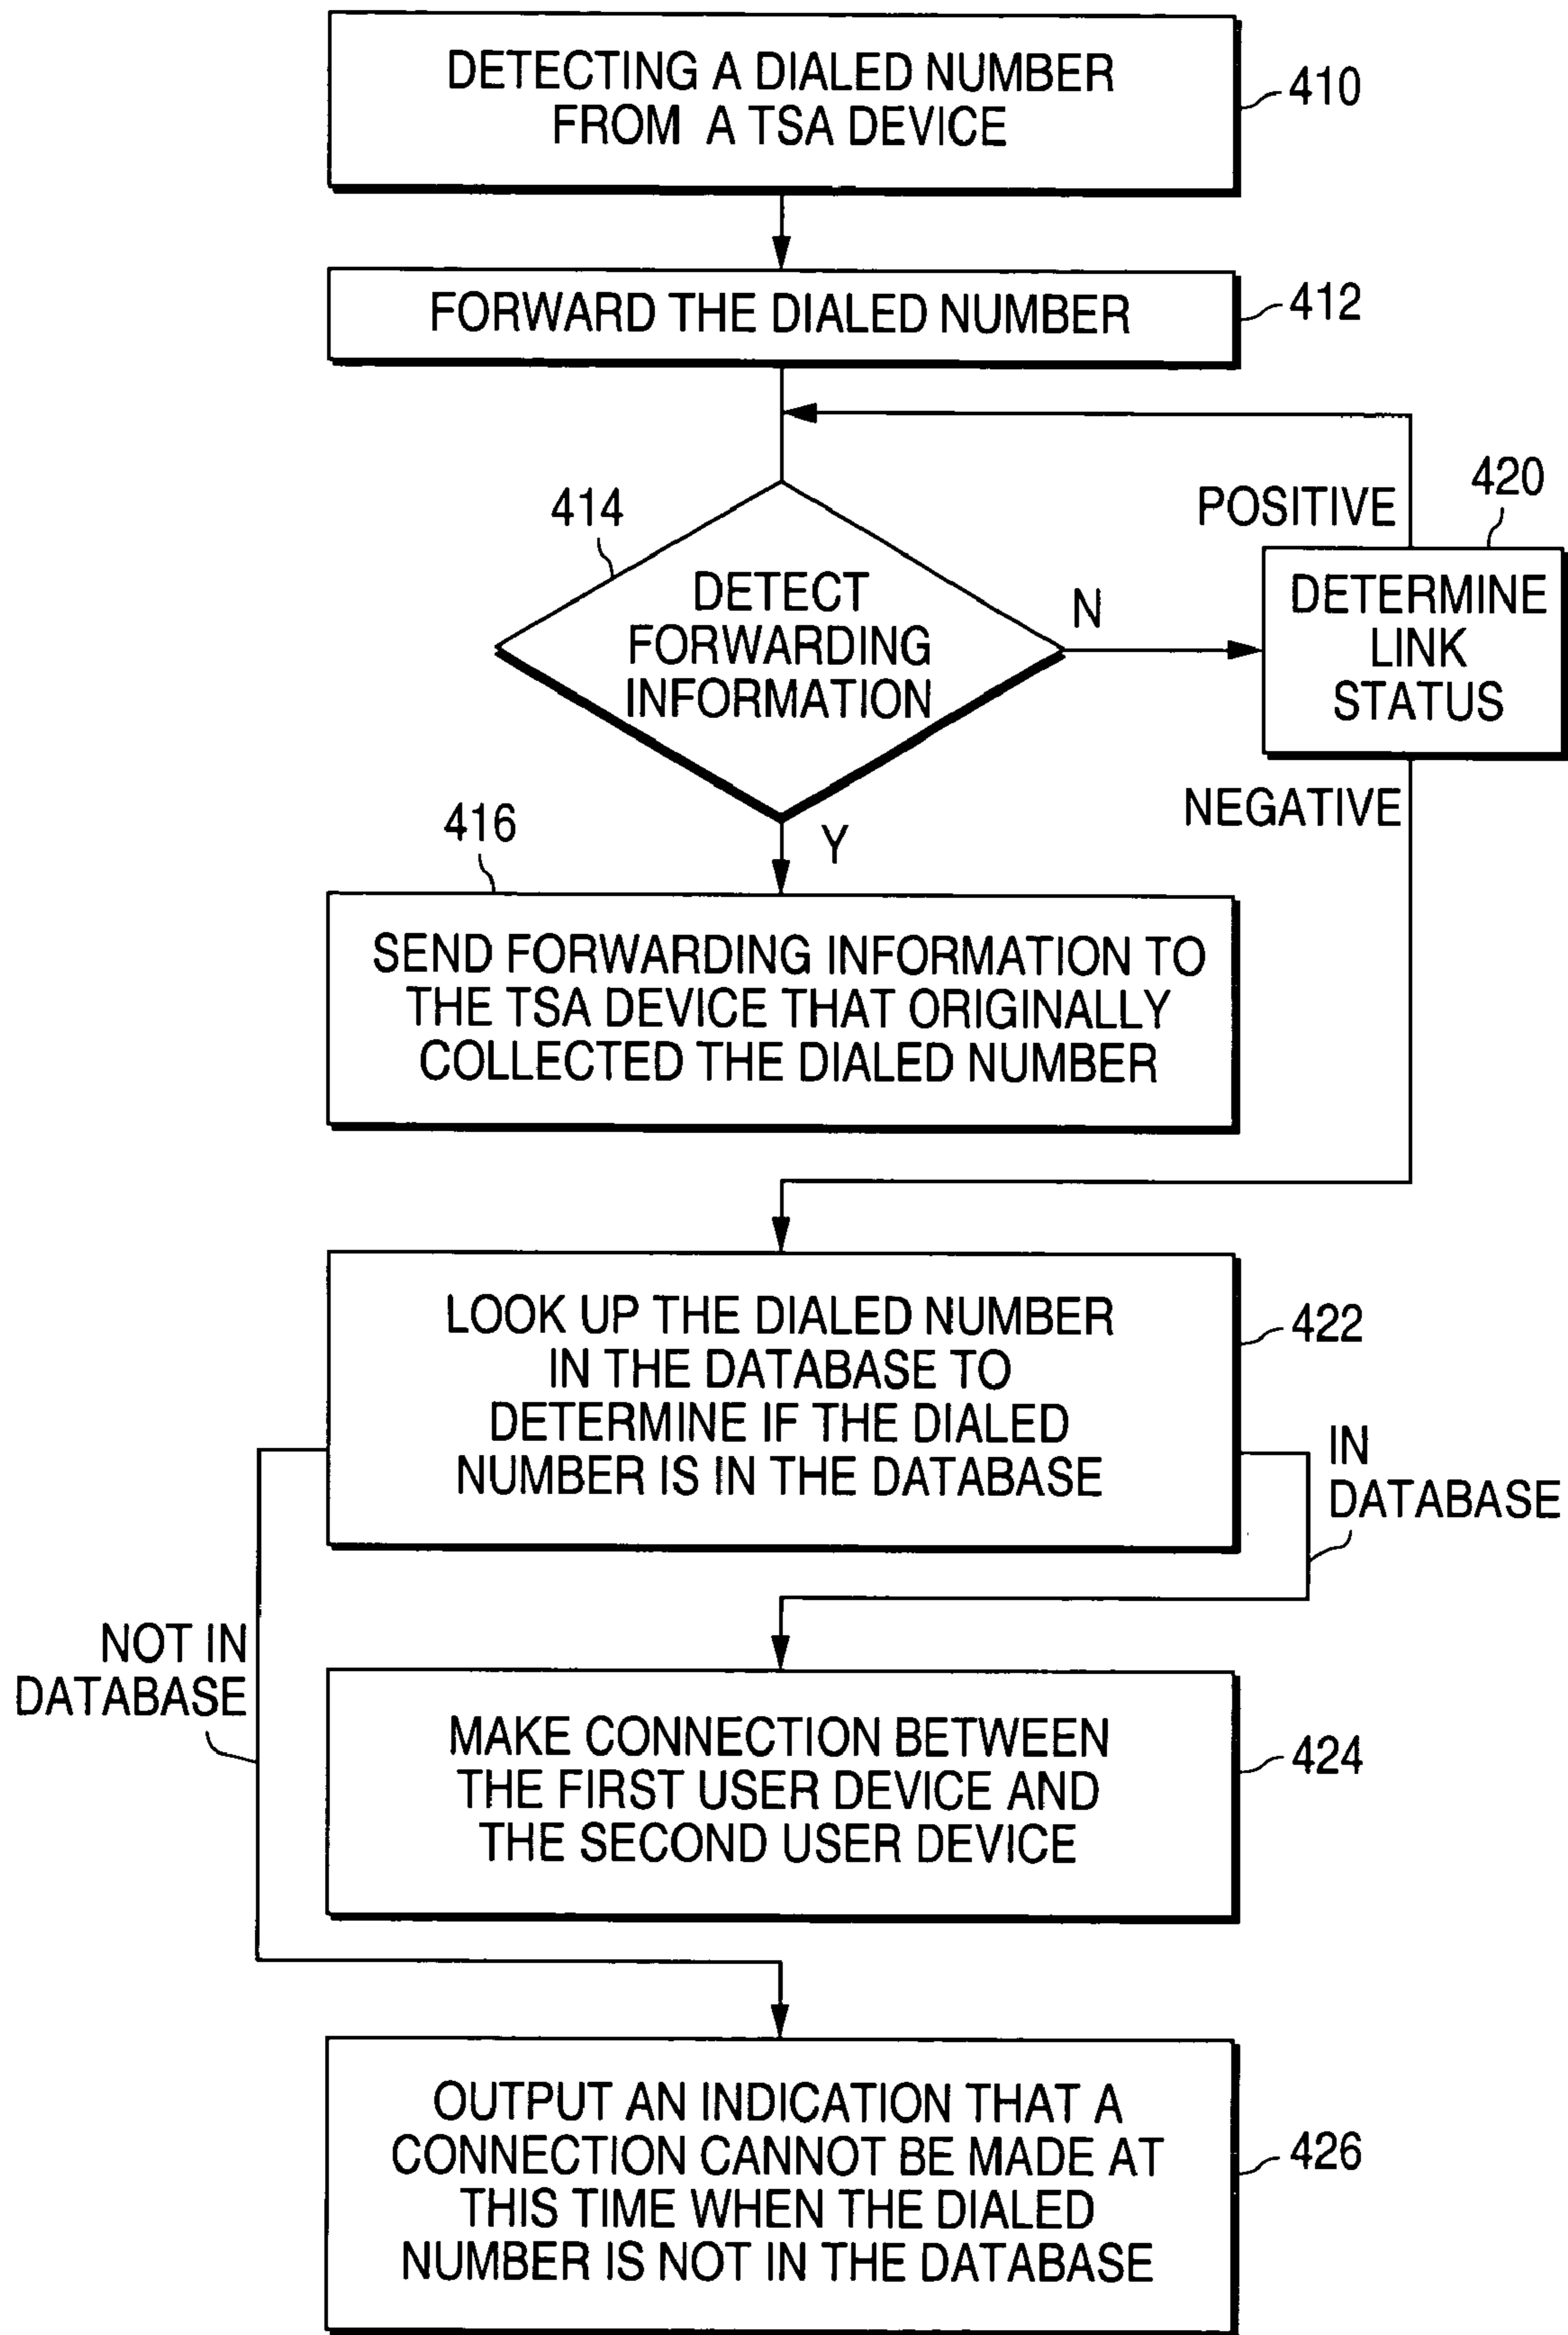 DETECTING A DIALED NUMBER
FROM A TSA DEVICE
410
FORWARD THE DIALED NUMBER
412
414
DETECT
FORWARDING
INFORMATION
N
POSITIVE
420
DETERMINE
LINK
STATUS
NEGATIVE
Y
416
SEND FORWARDING INFORMATION TO
THE TSA DEVICE THAT ORIGINALLY
COLLECTED THE DIALED NUMBER
LOOK UP THE DIALED NUMBER
IN THE DATABASE TO
DETERMINE IF THE DIALED
NUMBER IS IN THE DATABASE
422
IN
DATABASE
NOT IN
DATABASE
MAKE CONNECTION BETWEEN
THE FIRST USER DEVICE AND
THE SECOND USER DEVICE
424
OUTPUT AN INDICATION THAT A
CONNECTION CANNOT BE MADE AT
THIS TIME WHEN THE DIALED
NUMBER IS NOT IN THE DATABASE
426